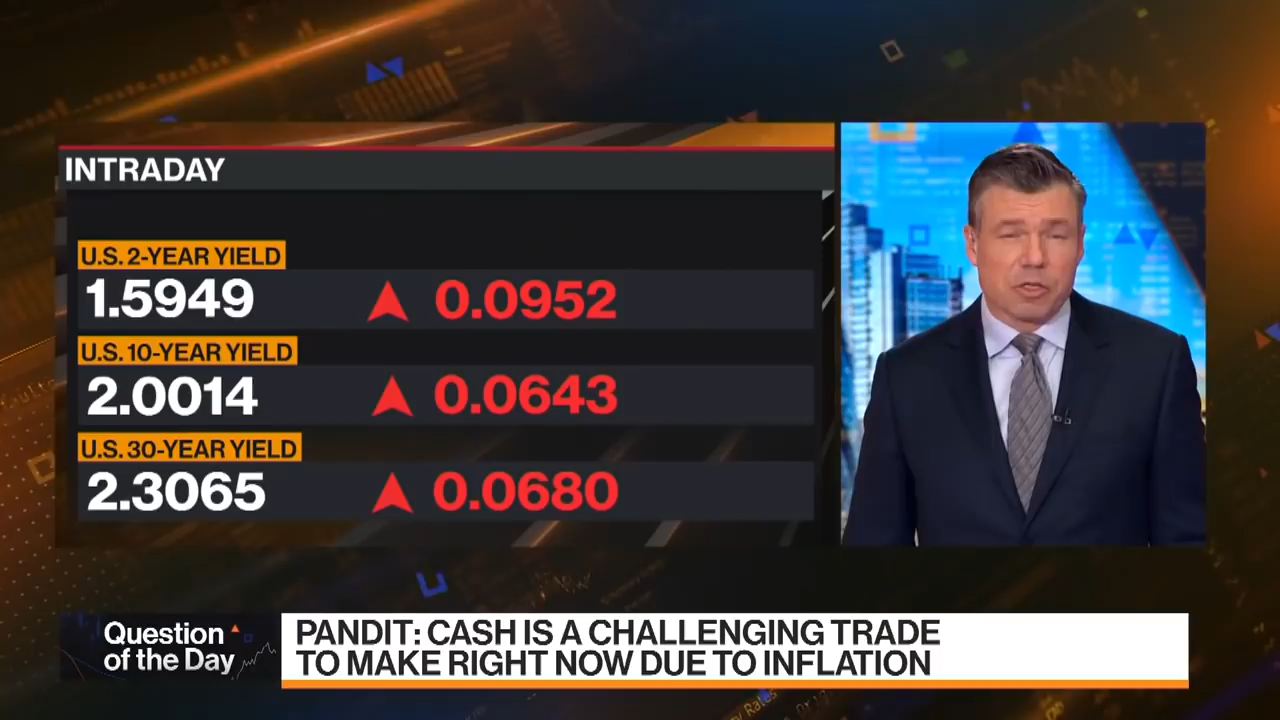 INTRADAY
U.S. 2-YEAR YIELD
1.5949 0.0952
U.S. 10-YEAR YIELD
2.0014 0.0643
U.S. 30-YEAR YIELD
2.3065 0.0680
Question
of the Day
PANDIT: CASH IS A CHALLENGING TRADE
TO MAKE RIGHT NOW DUE TO INFLATION